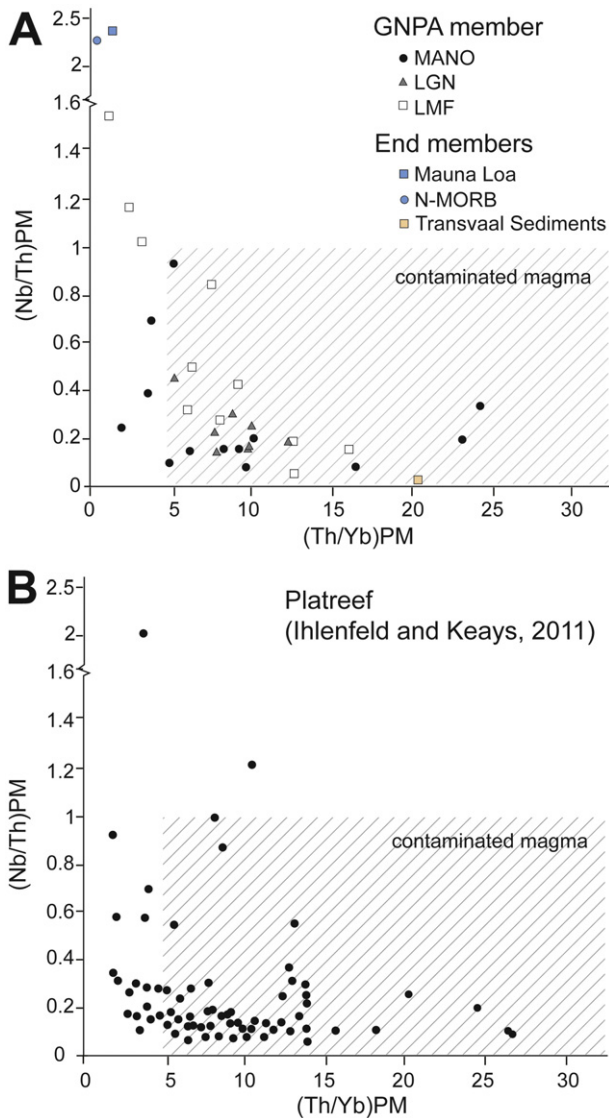 A
GNPA member
MANO
LGN
LMF
End members
Mauna Loa
N-MORB
Transvaal Sediments
contaminated magma
(Nb/Th)PM
2.5
2
1.6
1.4
1.2
1
0.8
0.6
0.4
0.2
0
0 5 10 15 20 25 30
(Th/Yb)PM
B
Platreef
(Ihlenfeld and Keays, 2011)
contaminated magma
(Nb/Th)PM
2.5
2
1.6
1.4
1.2
1
0.8
0.6
0.4
0.2
0
0 5 10 15 20 25 30
(Th/Yb)PM